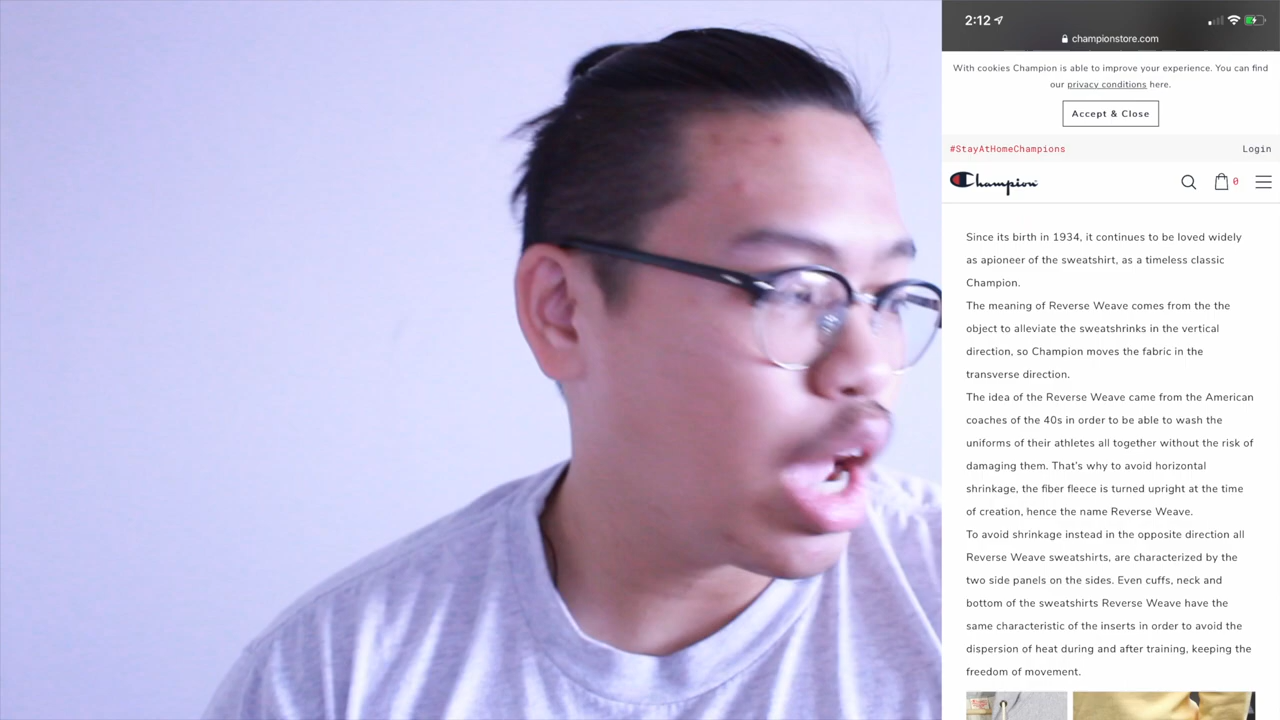 2:12
championstore.com
With cookies Champion is able to improve your experience. You can find
our privacy conditions here.
Accept & Close
#StayAtHomeChampions
Login
Champion
0
Since its birth in 1934, it continues to be loved widely
as apioneer of the sweatshirt, as a timeless classic
Champion.
The meaning of Reverse Weave comes from the the
object to alleviate the sweatshrinks in the vertical
direction, so Champion moves the fabric in the
transverse direction.
The idea of the Reverse Weave came from the American
coaches of the 40s in order to be able to wash the
uniforms of their athletes all together without the risk of
damaging them. That's why to avoid horizontal
shrinkage, the fiber fleece is turned upright at the time
of creation, hence the name Reverse Weave.
To avoid shrinkage instead in the opposite direction all
Reverse Weave sweatshirts, are characterized by the
two side panels on the sides. Even cuffs, neck and
bottom of the sweatshirts Reverse Weave have the
same characteristic of the inserts in order to avoid the
dispersion of heat during and after training, keeping the
freedom of movement.